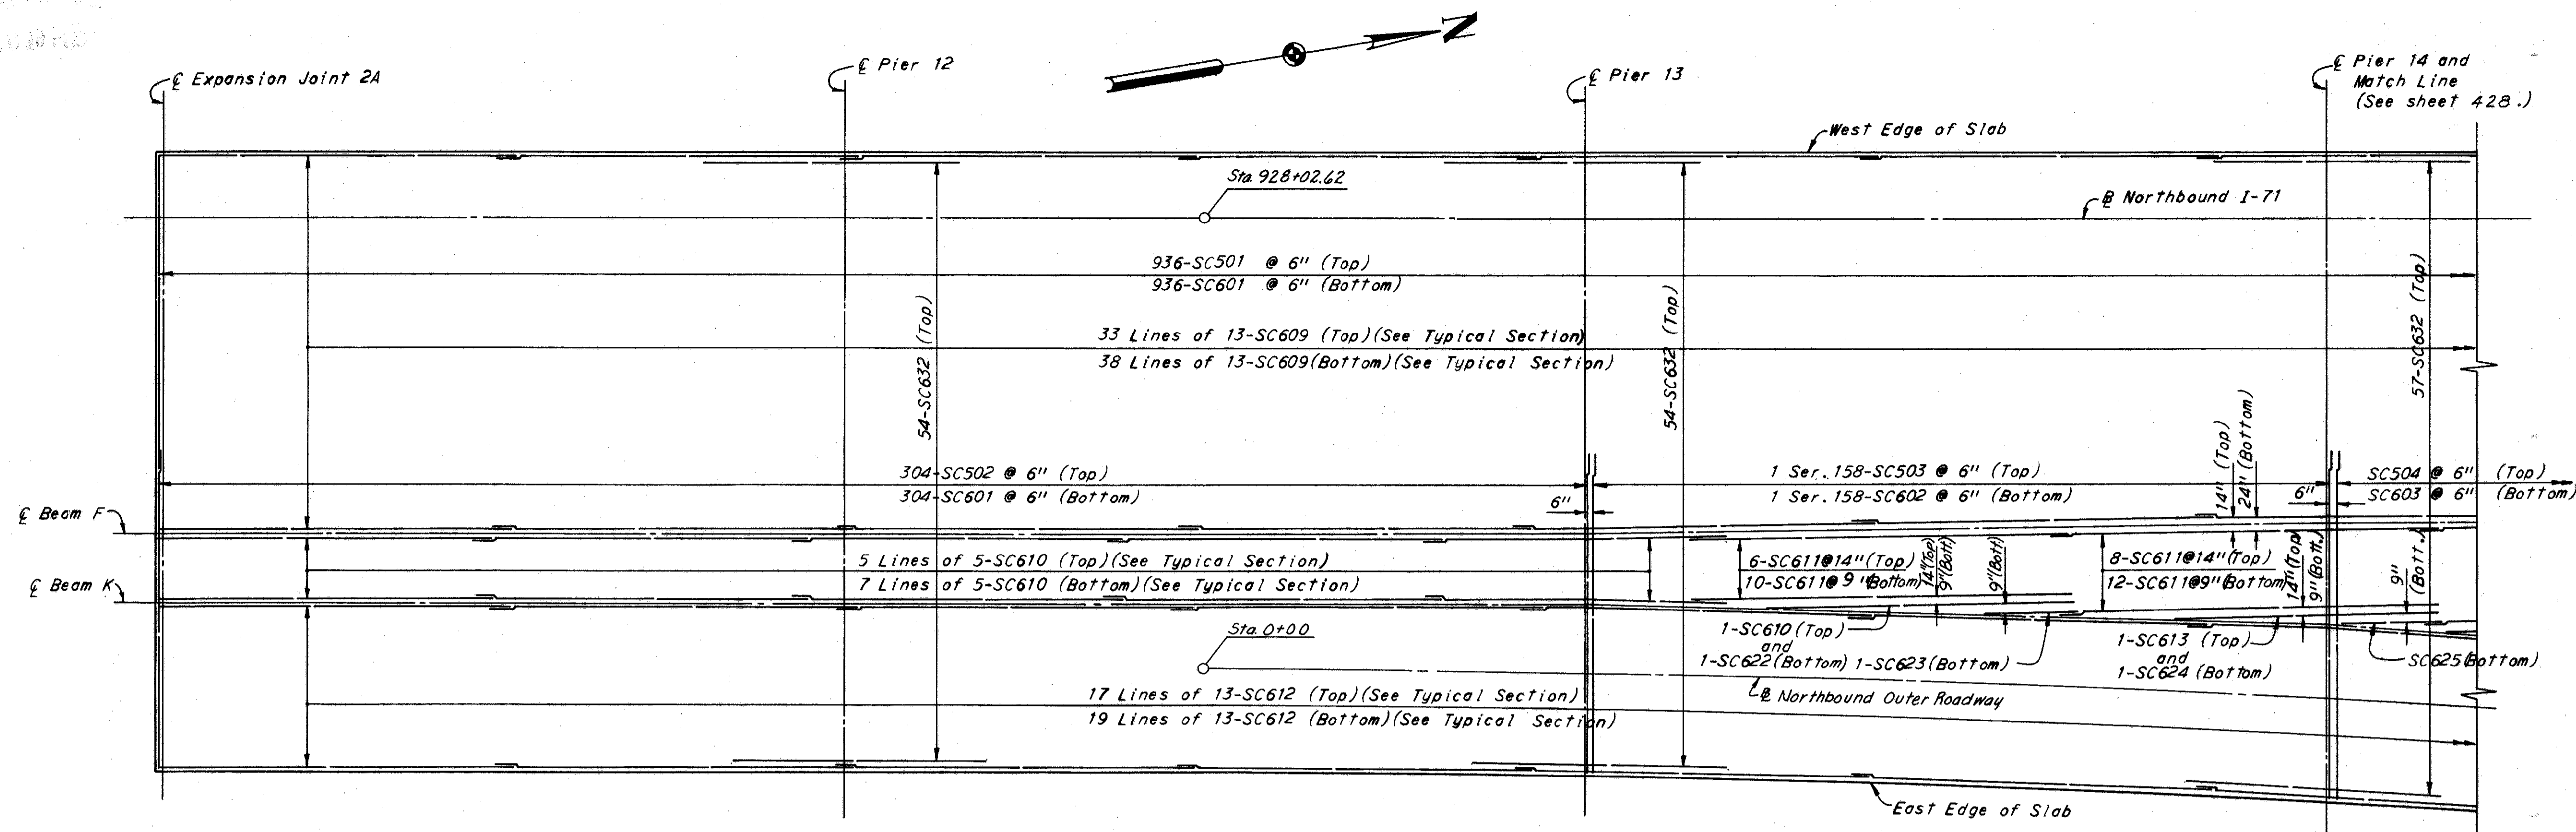 N
℄ Expansion Joint 2A
℄ Pier 12
℄ Pier 13
℄ Pier 14 and
Match Line
(See sheet 428.)
West Edge of Slab
Sta. 928+02.62
℄ Northbound I-71
936-SC501 @ 6" (Top)
936-SC601 @ 6" (Bottom)
54-SC632 (Top)
54-SC632 (Top)
57-SC632 (Top)
33 Lines of 13-SC609 (Top)(See Typical Section)
38 Lines of 13-SC609(Bottom)(See Typical Section)
304-SC502 @ 6" (Top)
304-SC601 @ 6" (Bottom)
6"
1 Ser. 158-SC503 @ 6" (Top)
1 Ser. 158-SC602 @ 6" (Bottom)
14" (Top)
24" (Bottom)
6"
SC504 @ 6" (Top)
SC603 @ 6" (Bottom)
℄ Beam F
5 Lines of 5-SC610 (Top)(See Typical Section)
7 Lines of 5-SC610 (Bottom)(See Typical Section)
6-SC611@14"(Top)
10-SC611@ 9"(Bottom)
14"(Top)
9"(Bott.)
9"(Bott)
8-SC611@14"(Top)
12-SC611@9"(Bottom)
14"(Top)
9"(Bott.)
9"
(Bott.)
℄ Beam K
Sta. 0+00
1-SC610 (Top)
and
1-SC622(Bottom)
1-SC623(Bottom)
1-SC613 (Top)
and
1-SC624 (Bottom)
SC625(Bottom)
17 Lines of 13-SC612 (Top)(See Typical Section)
19 Lines of 13-SC612 (Bottom)(See Typical Section)
℄ Northbound Outer Roadway
East Edge of Slab